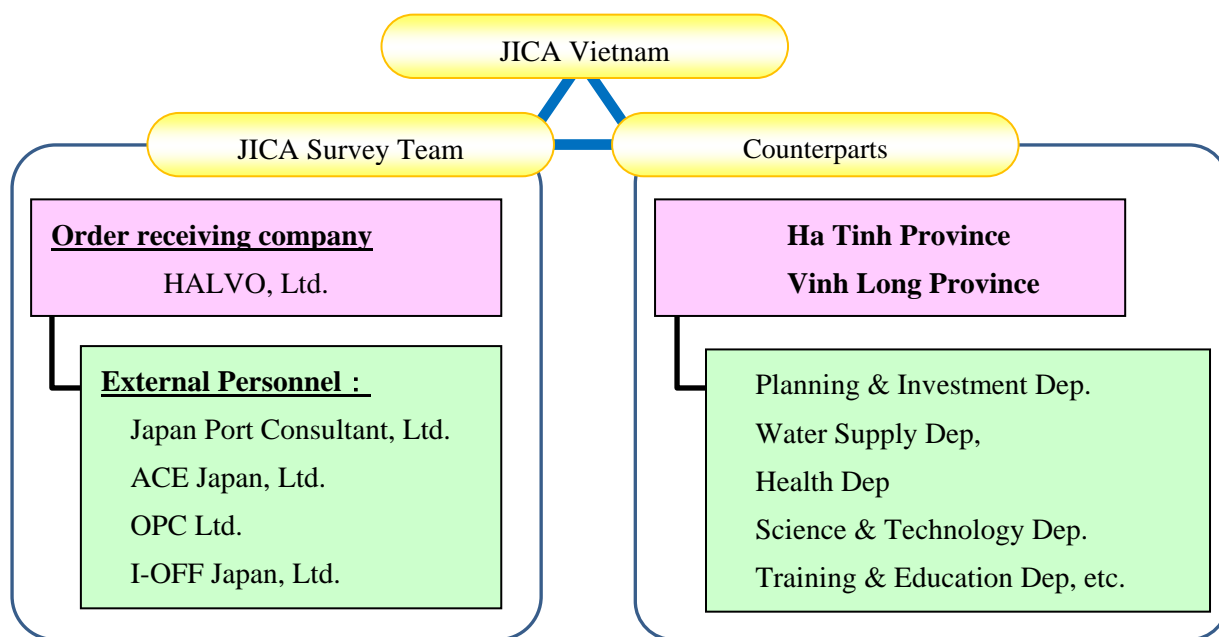 JICA Vietnam
JICA Survey Team
Counterparts
Order receiving company
HALVO, Ltd.
External Personnel：
Japan Port Consultant, Ltd.
ACE Japan, Ltd.
OPC Ltd.
I-OFF Japan, Ltd.
Ha Tinh Province
Vinh Long Province
Planning & Investment Dep.
Water Supply Dep,
Health Dep
Science & Technology Dep.
Training & Education Dep, etc.